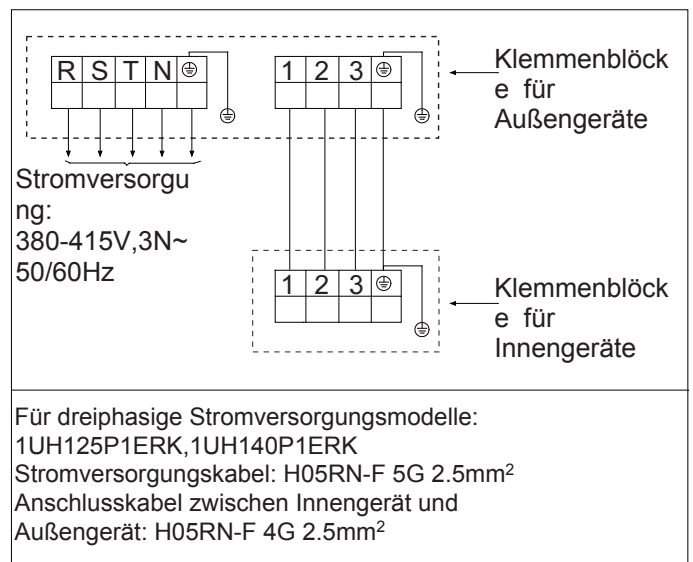 R S T N
1 2 3
Klemmenblöck
e für
Außengeräte
Stromversorgu
ng:
380-415V,3N~
50/60Hz
1 2 3
Klemmenblöck
e für
Innengeräte
Für dreiphasige Stromversorgungsmodelle:
1UH125P1ERK,1UH140P1ERK
Stromversorgungskabel: H05RN-F 5G 2.5mm²
Anschlusskabel zwischen Innengerät und
Außengerät: H05RN-F 4G 2.5mm²